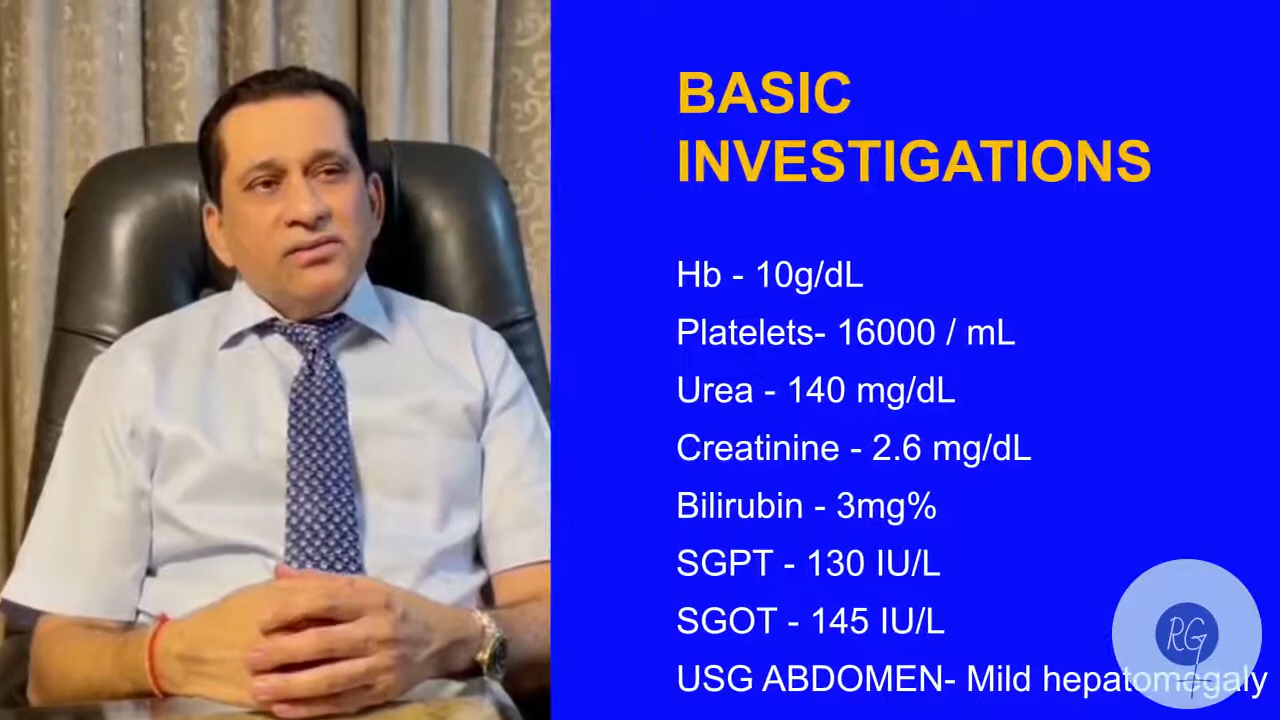 BASIC
INVESTIGATIONS
Hb - 10g/dL
Platelets- 16000 / mL
Urea - 140 mg/dL
Creatinine - 2.6 mg/dL
Bilirubin - 3mg%
SGPT - 130 IU/L
SGOT - 145 IU/L
USG ABDOMEN- Mild hepatomegaly
RG